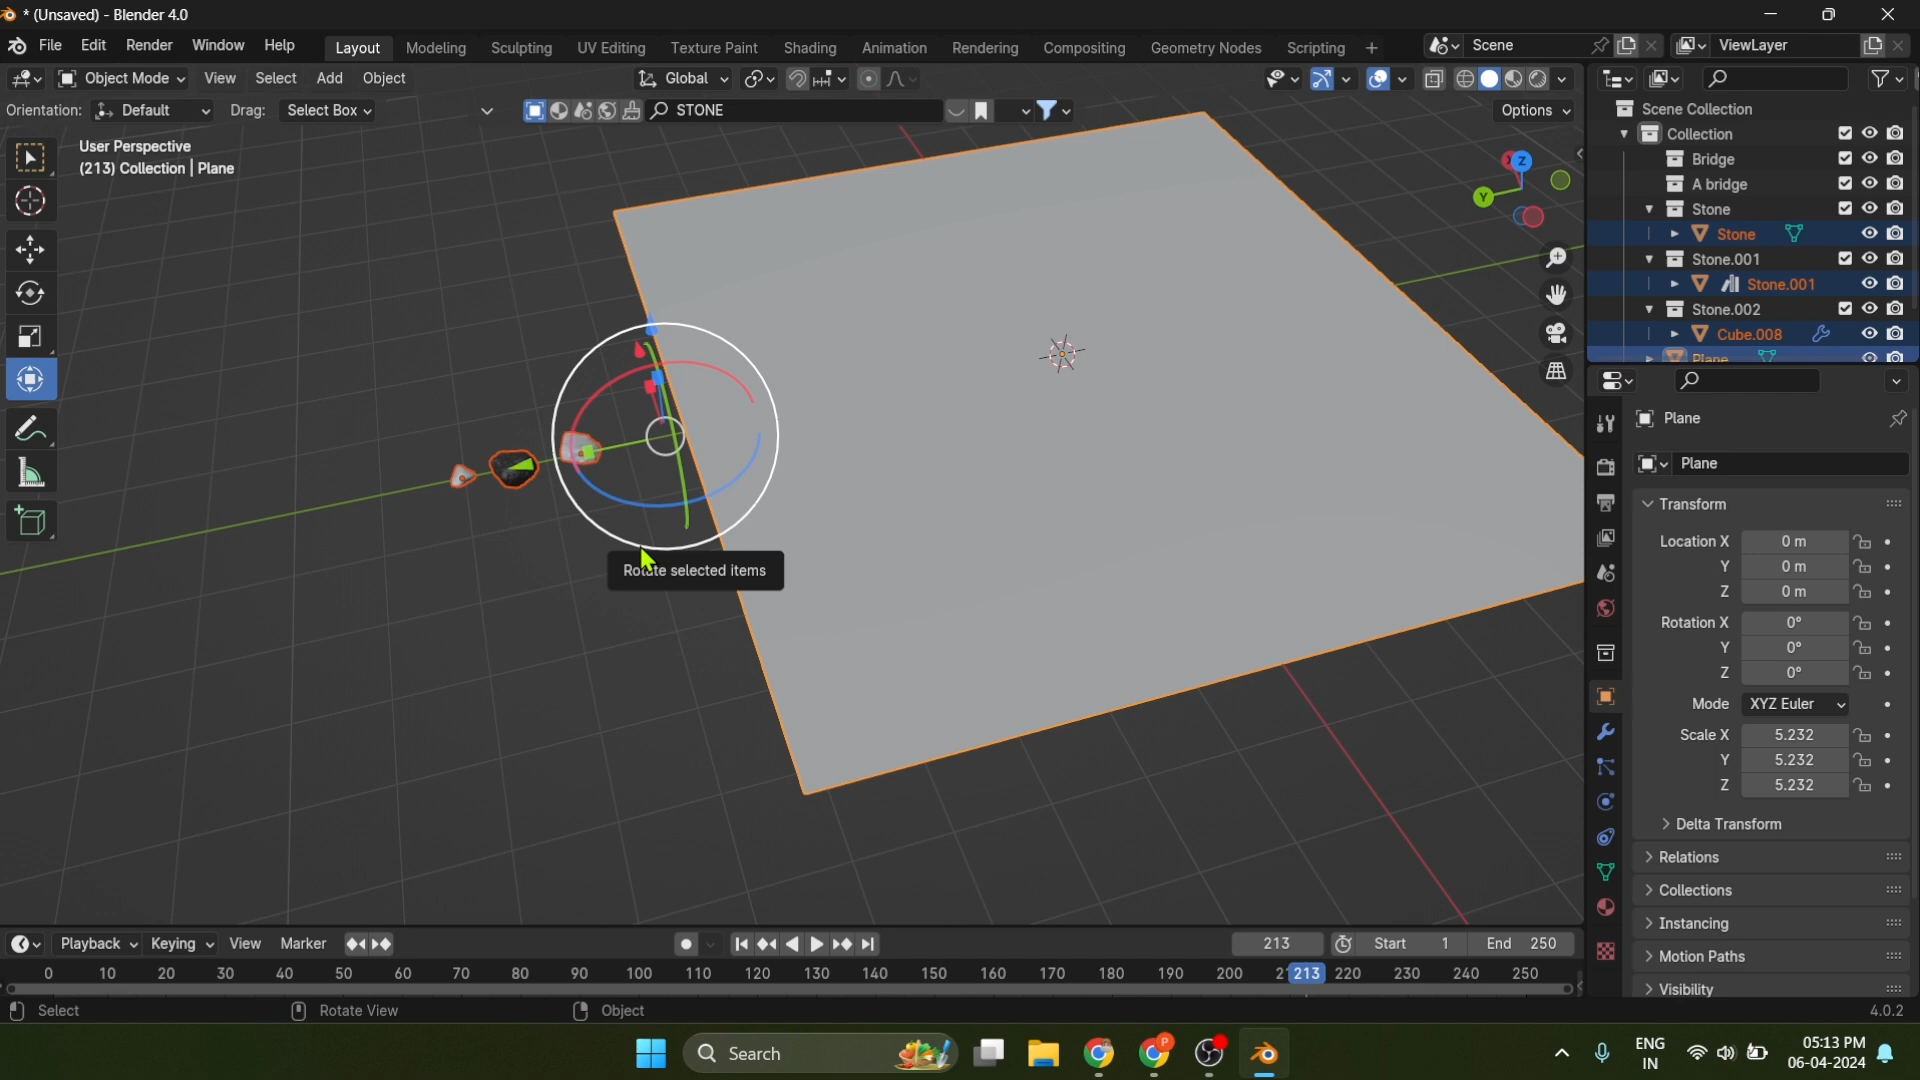 * (Unsaved) - Blender 4.0
File Edit Render Window Help Layout Modeling Sculpting UV Editing Texture Paint Shading Animation Rendering Compositing Geometry Nodes Scripting + Scene ViewLayer
Object Mode View Select Add Object Global
Orientation: Default Drag: Select Box STONE Options
User Perspective
(213) Collection | Plane
X
Z
Y
Rotate selected items
Scene Collection
Collection
Bridge
A bridge
Stone
Stone
Stone.001
Stone.001
Stone.002
Cube.008
Plane
Plane
Plane
Transform
Location X 0 m
Y 0 m
Z 0 m
Rotation X 0°
Y 0°
Z 0°
Mode XYZ Euler
Scale X 5.232
Y 5.232
Z 5.232
Delta Transform
Relations
Collections
Instancing
Motion Paths
Visibility
Playback Keying View Marker 213 Start 1 End 250
0 10 20 30 40 50 60 70 80 90 100 110 120 130 140 150 160 170 180 190 200 213 220 230 240 250
Select Rotate View Object 4.0.2
Search P ENG IN 05:13 PM
06-04-2024